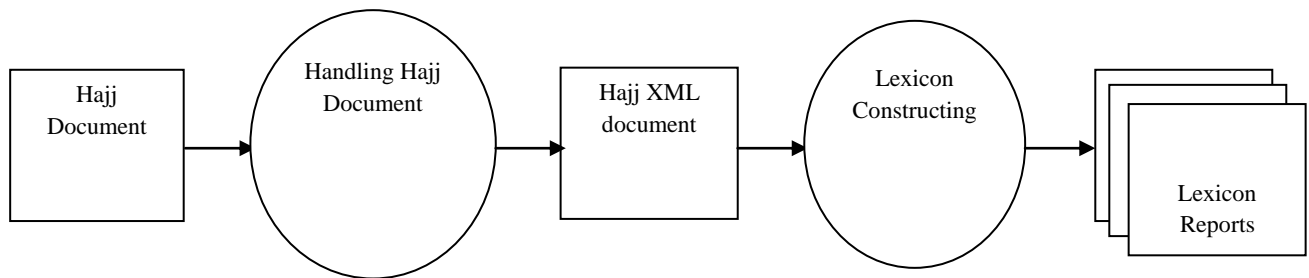 Hajj
Document
Handling Hajj
Document
Hajj XML
document
Lexicon
Constructing
Lexicon
Reports